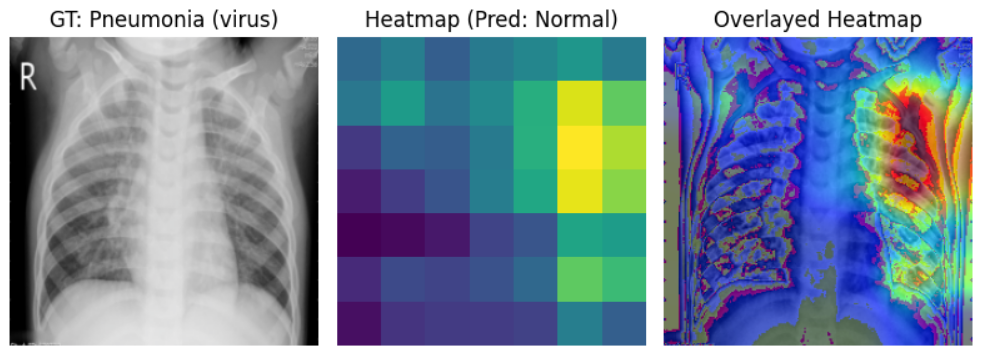 GT: Pneumonia (virus)
Heatmap (Pred: Normal)
Overlayed Heatmap
R